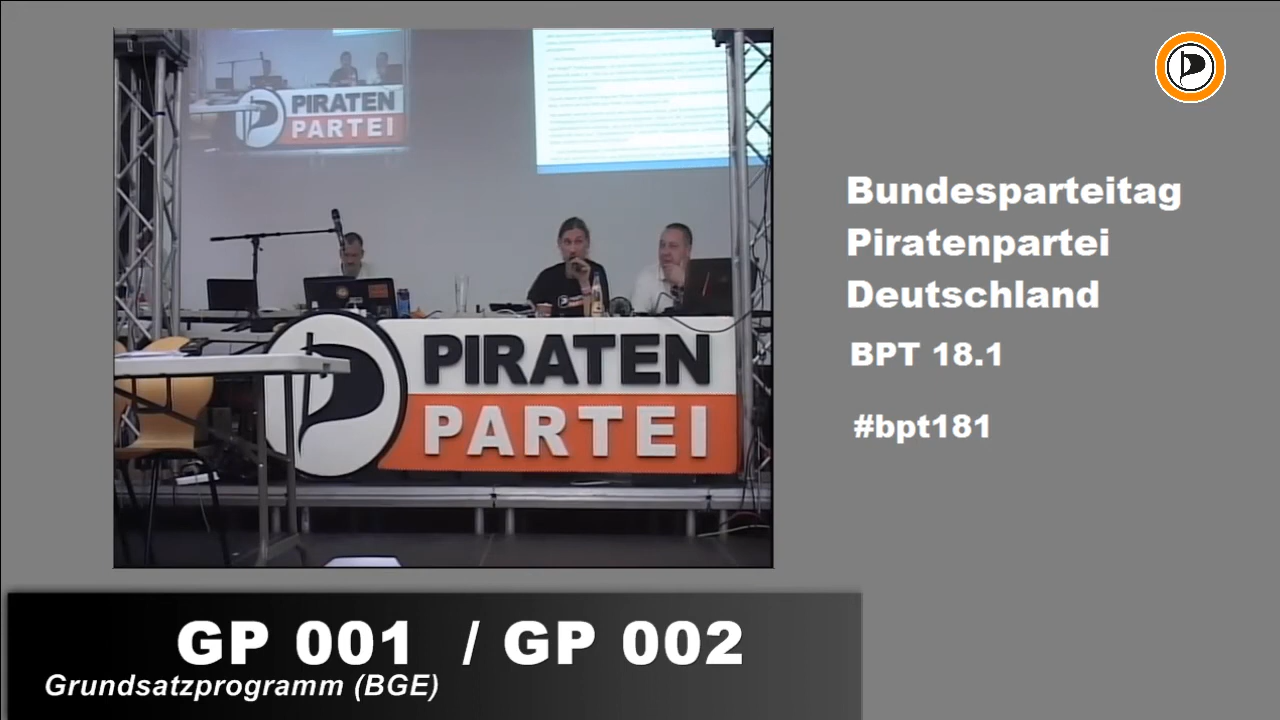 PIRATEN
PARTEI
PIRATEN
PARTEI
Bundesparteitag
Piratenpartei
Deutschland
BPT 18.1
#bpt181
GP 001 / GP 002
Grundsatzprogramm (BGE)